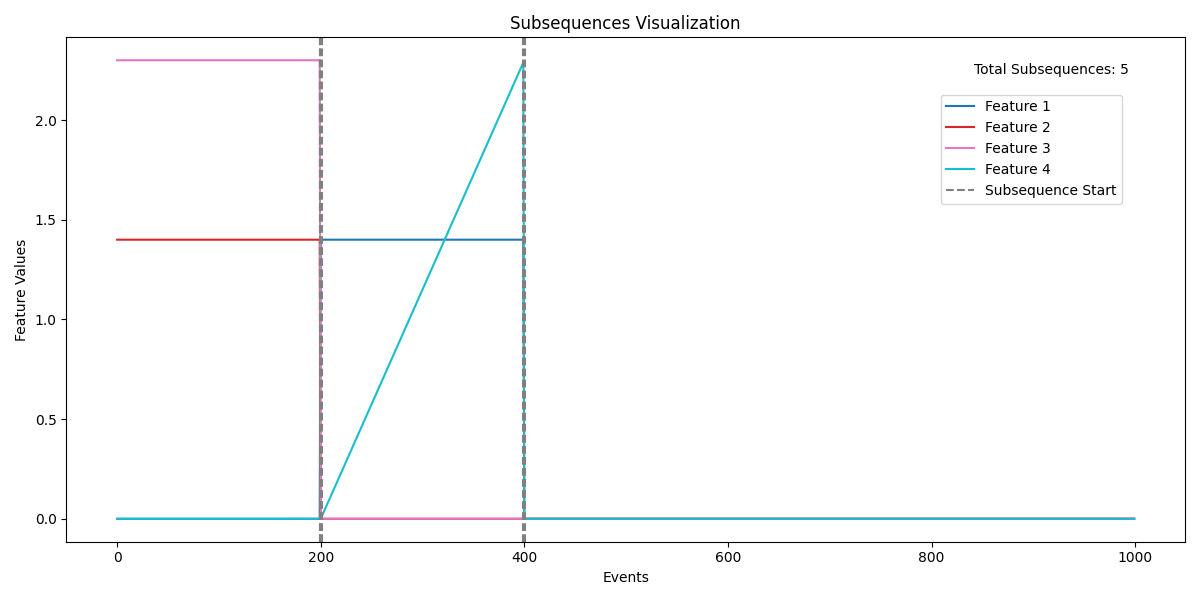 Subsequences Visualization
Total Subsequences: 5
Feature 1
Feature 2
Feature 3
Feature 4
Subsequence Start
Feature Values
2.0
1.5
1.0
0.5
0.0
0 200 400 600 800 1000
Events